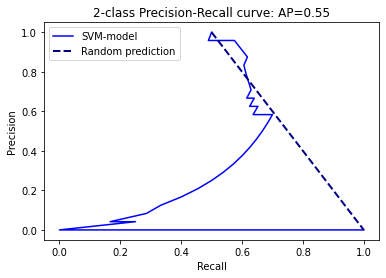 2-class Precision-Recall curve: AP=0.55
SVM-model
Random prediction
1.0
0.8
0.6
0.4
0.2
0.0
Precision
0.0 0.2 0.4 0.6 0.8 1.0
Recall